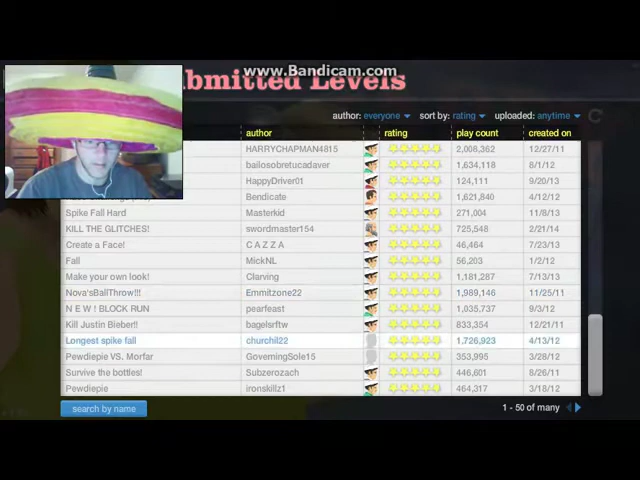 www.Bandicam.com
bmitted Levels
author: everyone sort by: rating uploaded: anytime
author rating play count created on
HARRYCHAPMAN4815 2,008,362 12/27/11
bailosobretucadaver 1,634,118 8/1/12
HappyDriver01 124,111 9/20/13
Bendicate 1,621,840 4/12/12
Spike Fall Hard Masterkid 271,004 11/8/13
KILL THE GLITCHES! swordmaster154 725,548 2/21/14
Create a Face! C A Z Z A 46,464 7/23/13
Fall MickNL 56,203 1/2/12
Make your own look! Clarving 1,181,287 7/13/13
Nova'sBallThrow!!! Emmitzone22 1,989,146 11/25/11
N E W ! BLOCK RUN pearfeast 1,035,737 9/3/12
Kill Justin Bieber!! bagelsrftw 833,354 12/21/11
Longest spike fall churchil22 1,726,923 4/13/12
Pewdiepie VS. Morfar GoverningSole15 353,995 3/28/12
Survive the bottles! Subzerozach 446,601 8/26/11
Pewdiepie ironskillz1 464,317 3/18/12
search by name 1 - 50 of many